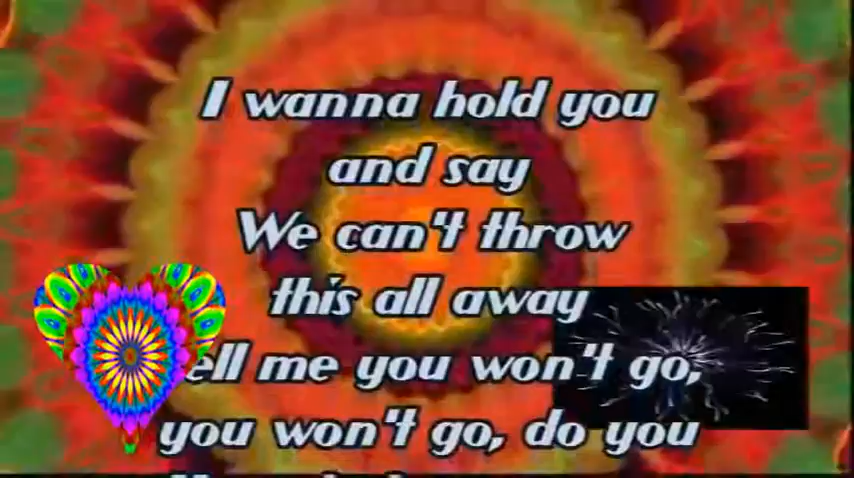 I wanna hold you
and say
We can't throw
this all away
ell me you won't go,
you won't go, do you